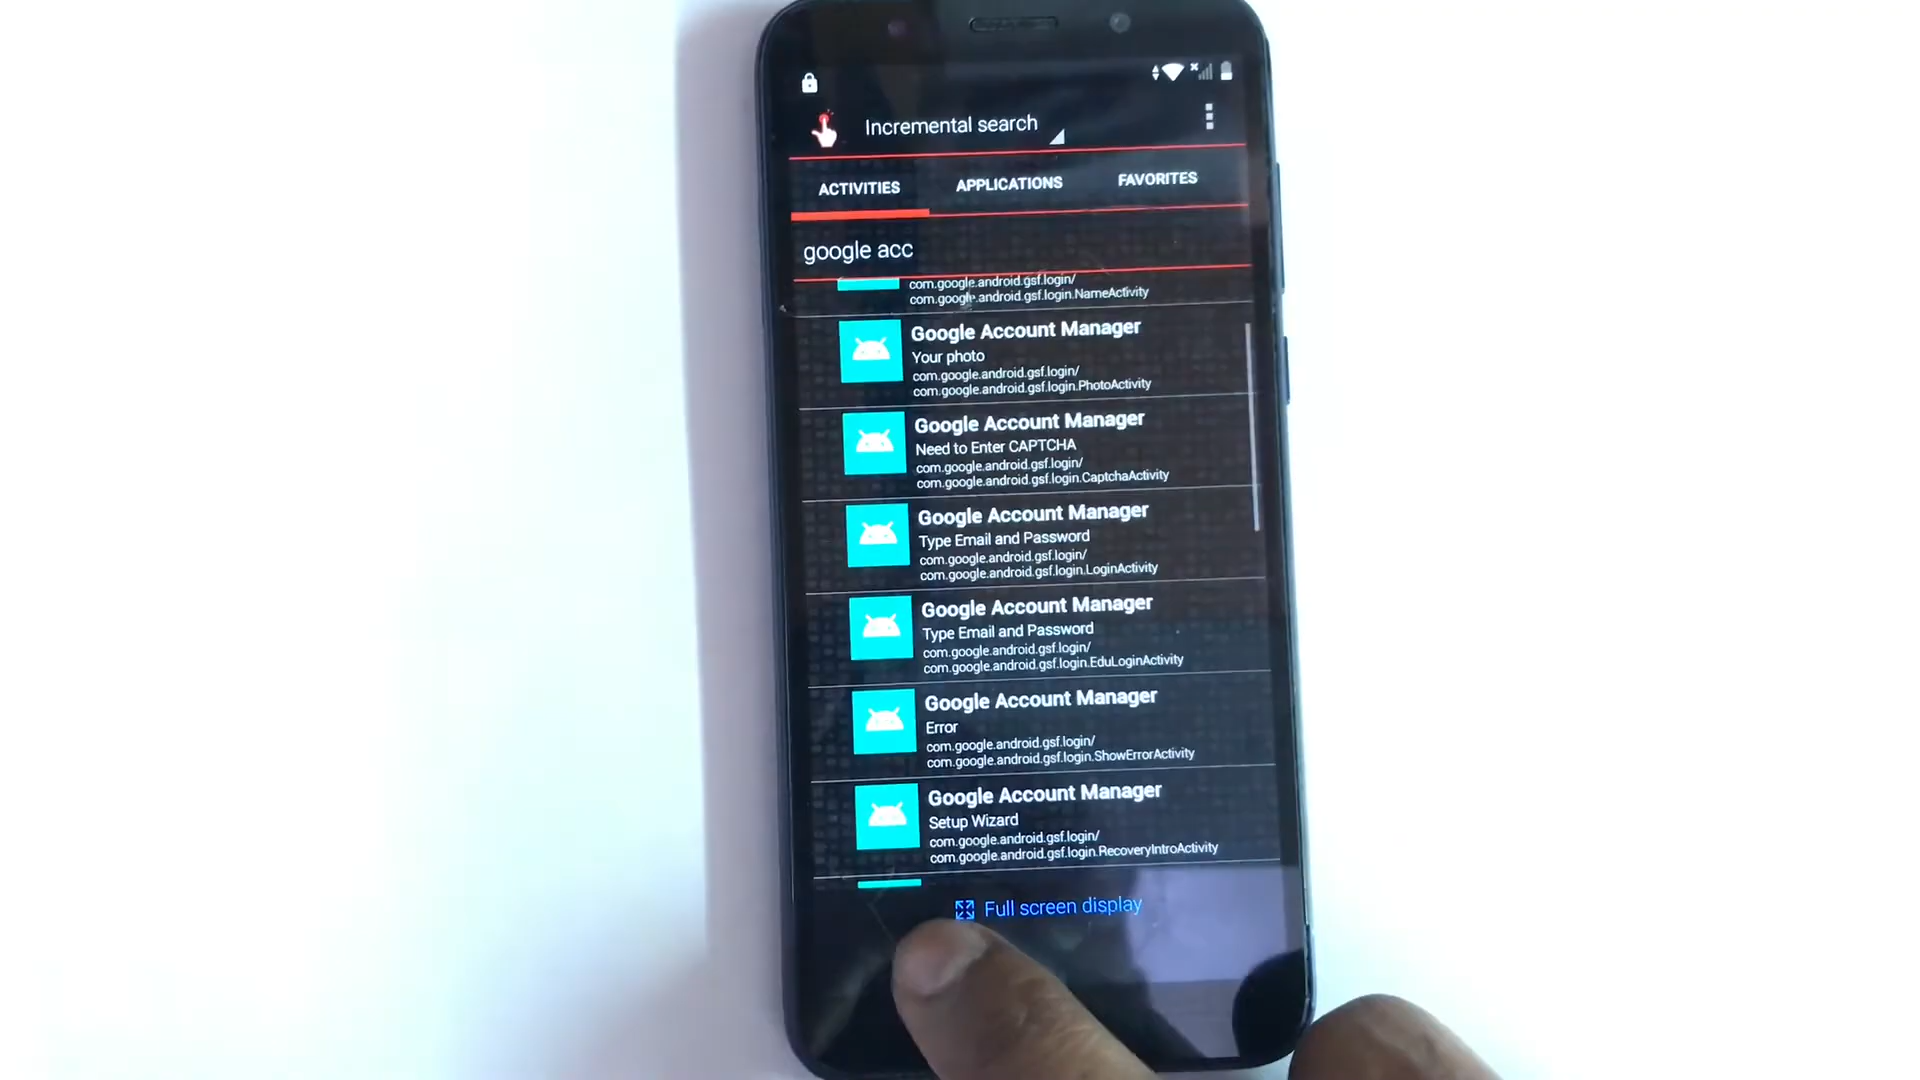 Incremental search
ACTIVITIES APPLICATIONS FAVORITES
google acc
com.google.android.gsf.login/
com.google.android.gsf.login.NameActivity
Google Account Manager
Your photo
com.google.android.gsf.login/
com.google.android.gsf.login.PhotoActivity
Google Account Manager
Need to Enter CAPTCHA
com.google.android.gsf.login/
com.google.android.gsf.login.CaptchaActivity
Google Account Manager
Type Email and Password
com.google.android.gsf.login/
com.google.android.gsf.login.LoginActivity
Google Account Manager
Type Email and Password
com.google.android.gsf.login/
com.google.android.gsf.login.EduLoginActivity
Google Account Manager
Error
com.google.android.gsf.login/
com.google.android.gsf.login.ShowErrorActivity
Google Account Manager
Setup Wizard
com.google.android.gsf.login/
com.google.android.gsf.login.RecoveryIntroActivity
Full screen display